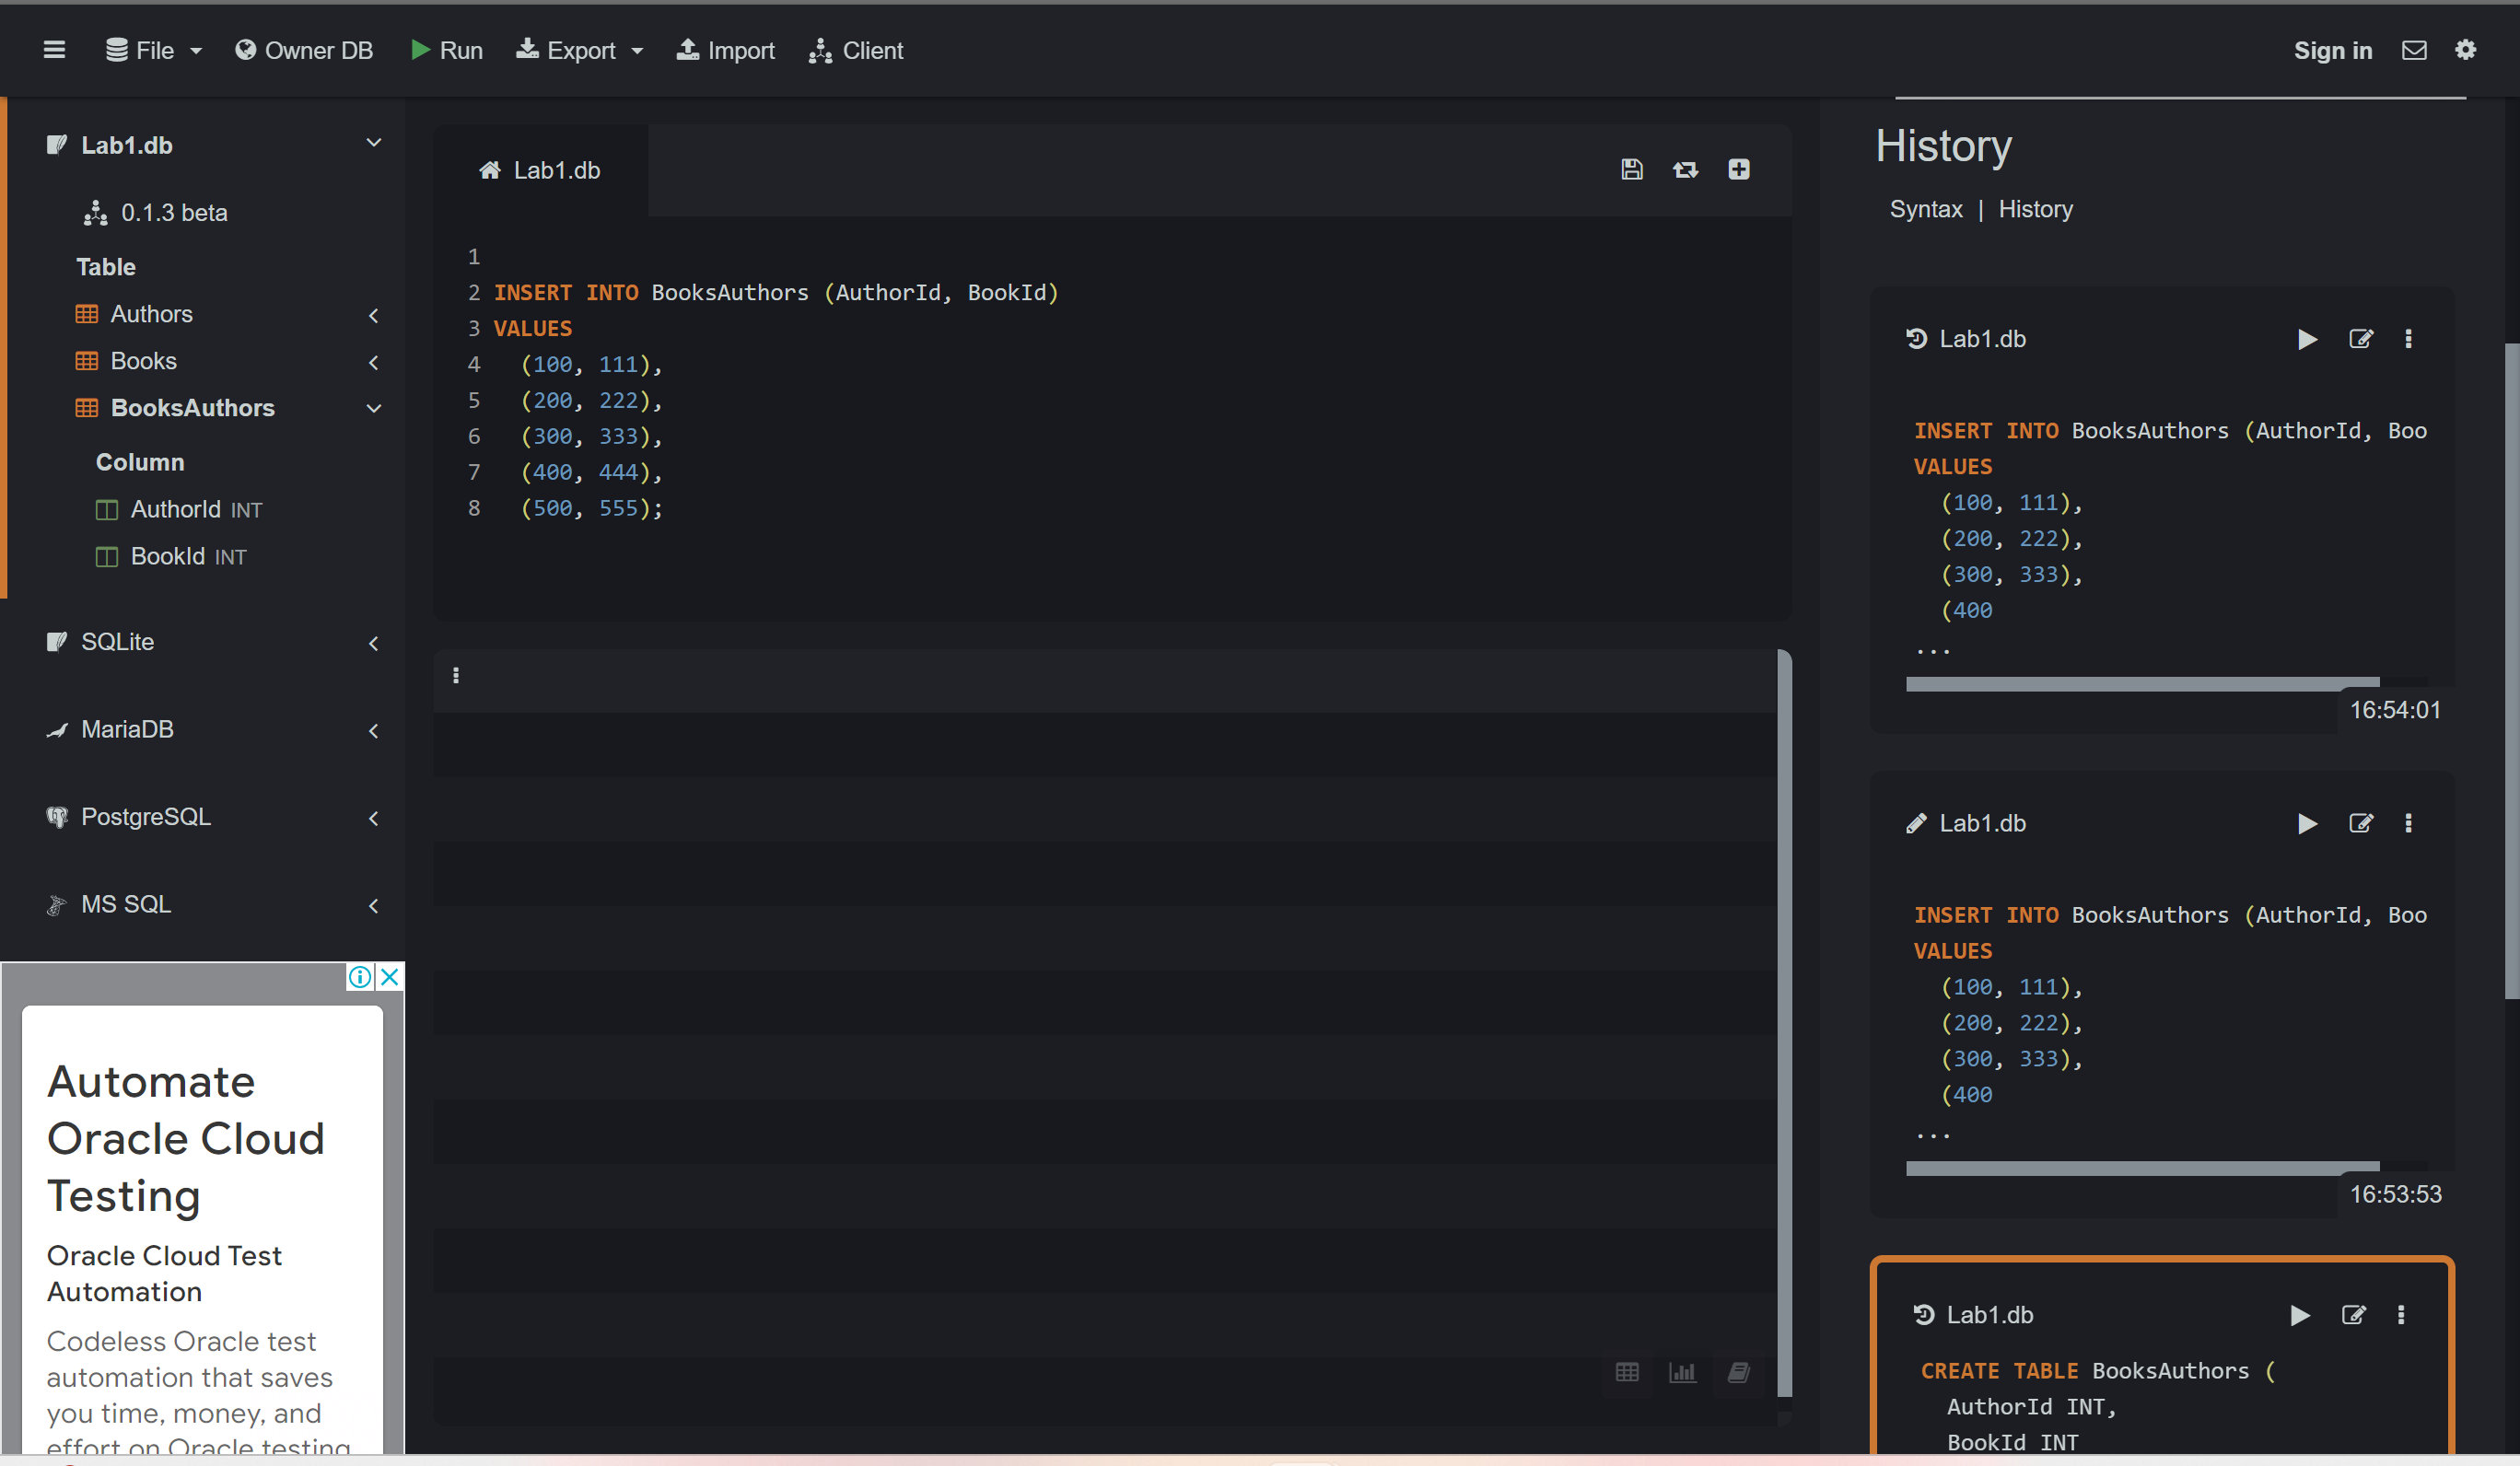 File
Owner DB
Run
Export
Import
Client
Sign in
Lab1.db
0.1.3 beta
Table
Authors
Books
BooksAuthors
Column
AuthorId INT
BookId INT
SQLite
MariaDB
PostgreSQL
MS SQL
Automate
Oracle Cloud
Testing
Oracle Cloud Test
Automation
Codeless Oracle test
automation that saves
you time, money, and
effort on Oracle testing
Lab1.db
1
2 INSERT INTO BooksAuthors (AuthorId, BookId)
3 VALUES
4 (100, 111),
5 (200, 222),
6 (300, 333),
7 (400, 444),
8 (500, 555);
History
Syntax | History
Lab1.db
INSERT INTO BooksAuthors (AuthorId, Boo
VALUES
(100, 111),
(200, 222),
(300, 333),
(400
...
16:54:01
Lab1.db
INSERT INTO BooksAuthors (AuthorId, Boo
VALUES
(100, 111),
(200, 222),
(300, 333),
(400
...
16:53:53
Lab1.db
CREATE TABLE BooksAuthors (
AuthorId INT,
BookId INT